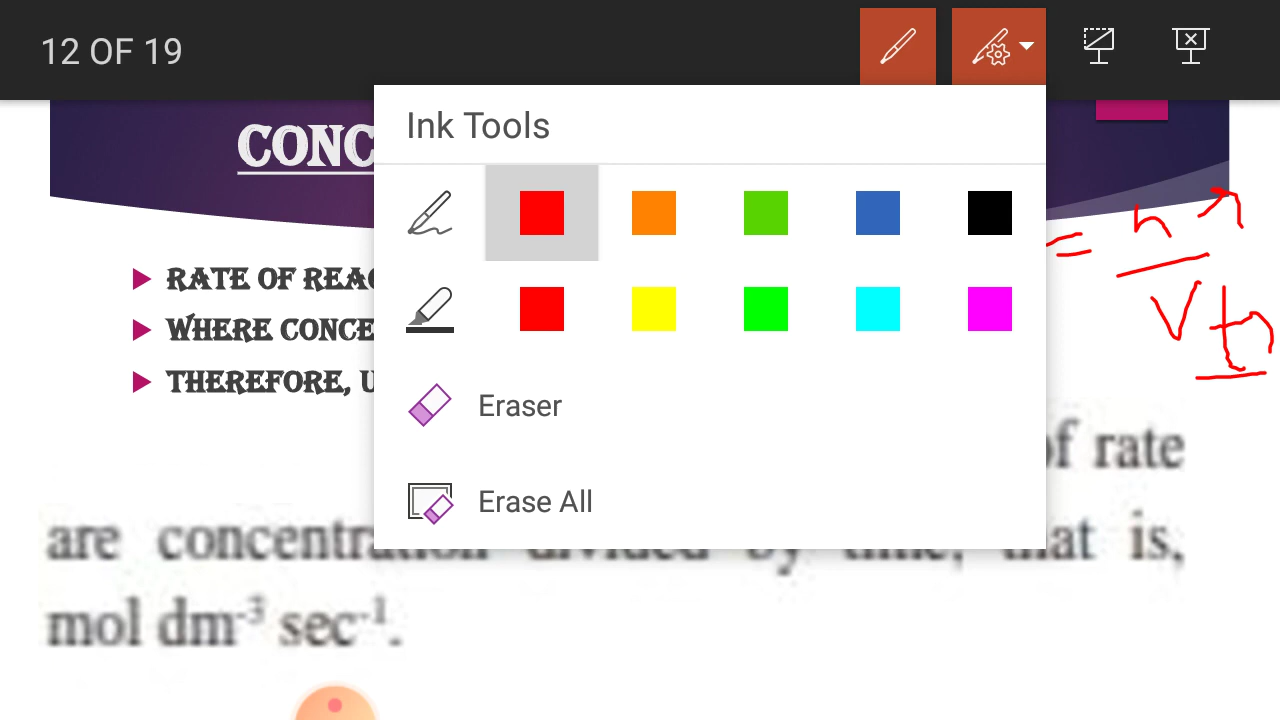 12 OF 19
Ink Tools
CONC
RATE OF REAC
WHERE CONCE
THEREFORE, U
= n
V t
Eraser
of rate
Erase All
are concentration divided by time, that is,
mol dm⁻³ sec⁻¹.